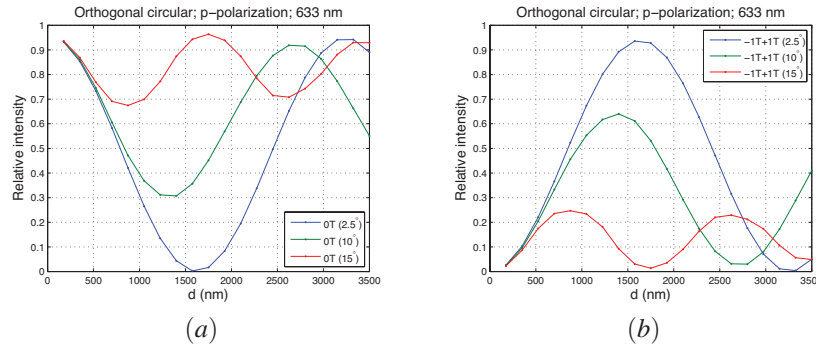 Orthogonal circular; p−polarization; 633 nm
1
0.9
0.8
0.7
0.6
0.5
0.4
0.3
0.2
0.1
0
Relative intensity
0T (2.5°)
0T (10°)
0T (15°)
0 500 1000 1500 2000 2500 3000 3500
d (nm)
(a)
Orthogonal circular; p−polarization; 633 nm
1
0.9
0.8
0.7
0.6
0.5
0.4
0.3
0.2
0.1
0
Relative intensity
−1T+1T (2.5°)
−1T+1T (10°)
−1T+1T (15°)
0 500 1000 1500 2000 2500 3000 3500
d (nm)
(b)